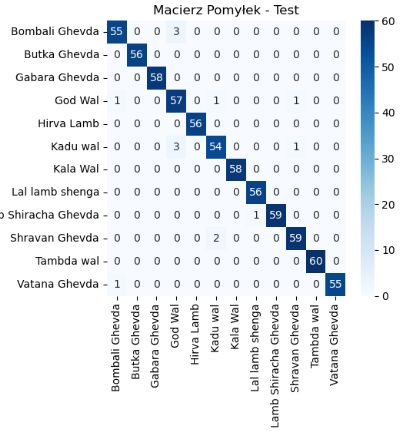 Macierz Pomyłek - Test
Bombali Ghevda 55 0 0 3 0 0 0 0 0 0 0 0
Butka Ghevda 0 56 0 0 0 0 0 0 0 0 0 0
Gabara Ghevda 0 0 58 0 0 0 0 0 0 0 0 0
God Wal 1 0 0 57 0 1 0 0 0 1 0 0
Hirva Lamb 0 0 0 0 56 0 0 0 0 0 0 0
Kadu wal 0 0 0 3 0 54 0 0 0 1 0 0
Kala Wal 0 0 0 0 0 0 58 0 0 0 0 0
Lal lamb shenga 0 0 0 0 0 0 0 56 0 0 0 0
b Shiracha Ghevda 0 0 0 0 0 0 0 1 59 0 0 0
Shravan Ghevda 0 0 0 0 0 2 0 0 0 59 0 0
Tambda wal 0 0 0 0 0 0 0 0 0 0 60 0
Vatana Ghevda 1 0 0 0 0 0 0 0 0 0 0 55
Bombali Ghevda
Butka Ghevda
Gabara Ghevda
God Wal
Hirva Lamb
Kadu wal
Kala Wal
Lal lamb shenga
Lamb Shiracha Ghevda
Shravan Ghevda
Tambda wal
Vatana Ghevda
60
50
40
30
20
10
0